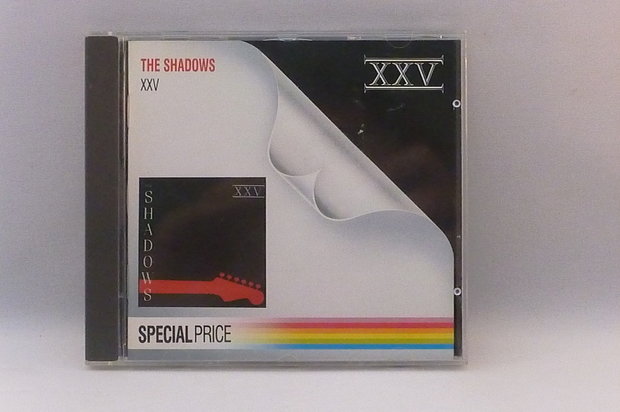 THE SHADOWS
XXV
XXV
XXV
SHADOWS
SPECIAL PRICE